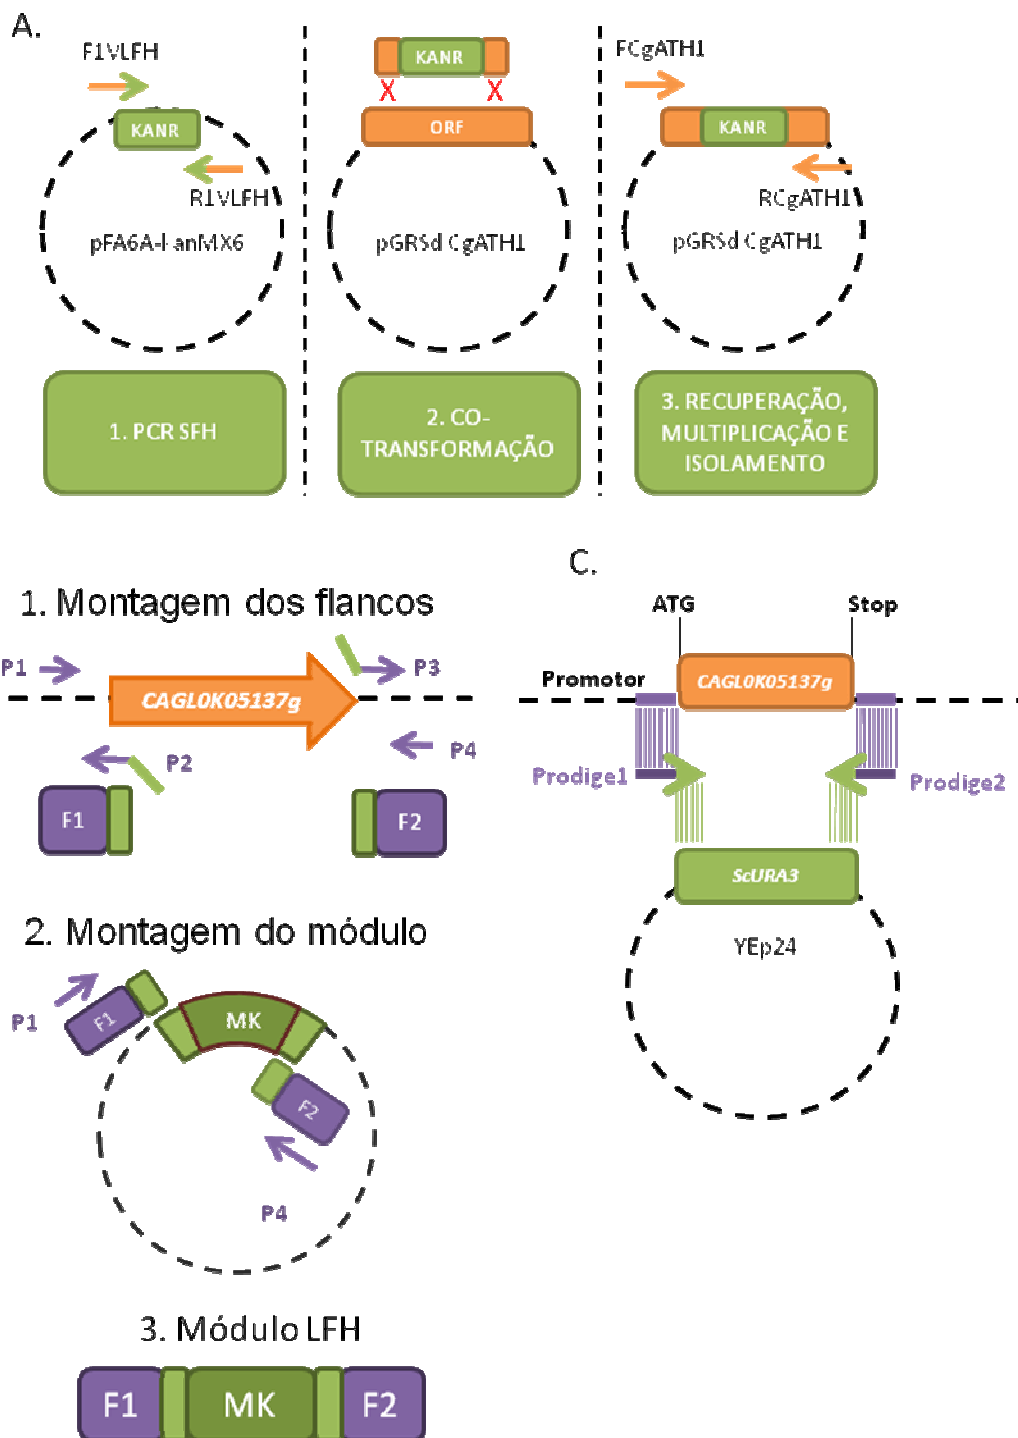 A.
F1VLFH
KANR
R1VLFH
pFA6A-KanMX6
1. PCR SFH
KANR
X
X
ORF
pGRSd CgATH1
2. CO-
TRANSFORMAÇÃO
FCgATH1
KANR
RCgATH1
pGRSd CgATH1
3. RECUPERAÇÃO,
MULTIPLICAÇÃO E
ISOLAMENTO
1. Montagem dos flancos
P1
P3
CAGL0K05137g
P2
P4
F1
F2
2. Montagem do módulo
P1
F1
MK
F2
P4
3. Módulo LFH
F1
MK
F2
C.
ATG
Stop
Promotor
CAGL0K05137g
Prodige1
Prodige2
ScURA3
YEp24